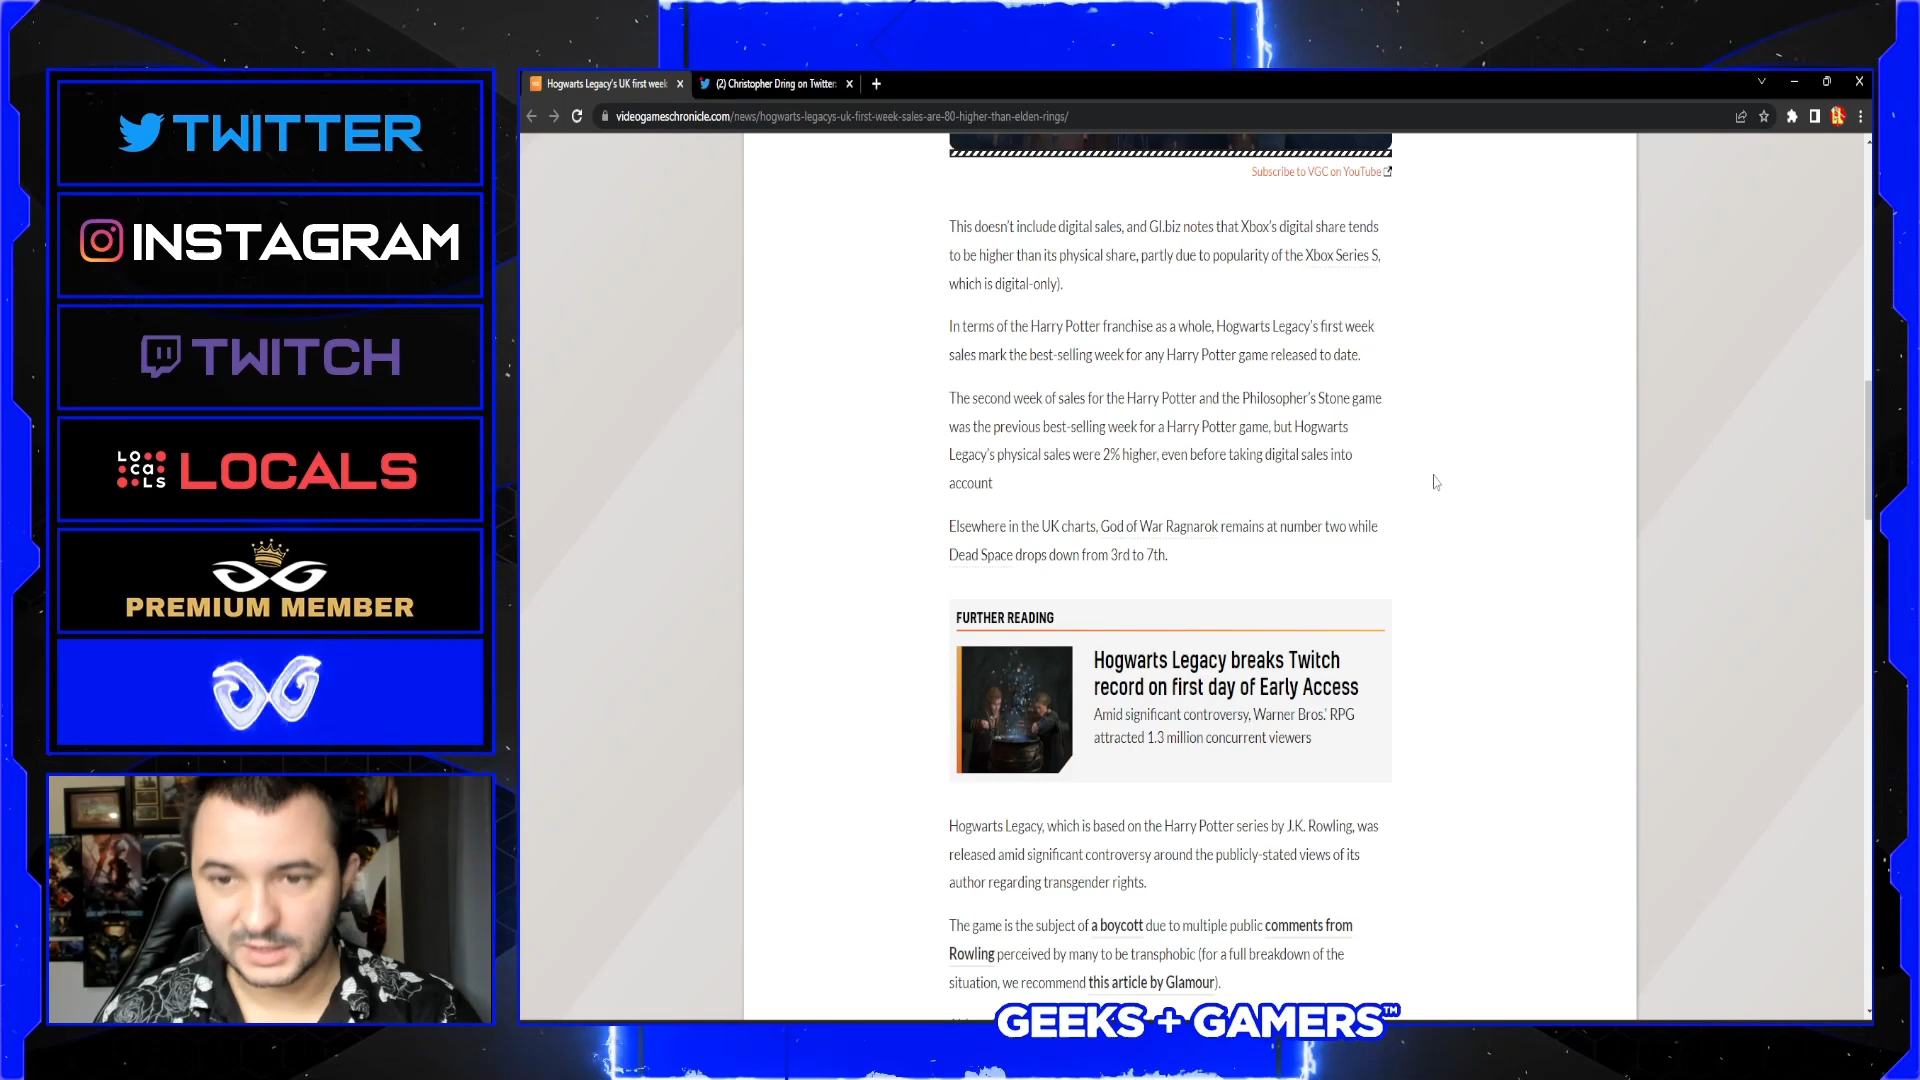 TWITTER
INSTAGRAM
TWITCH
LOCALS
LOCALS
PREMIUM MEMBER
Hogwarts Legacy's UK first week
(2) Christopher Dring on Twitter:
videogameschronicle.com/news/hogwarts-legacys-uk-first-week-sales-are-80-higher-than-elden-rings/
Subscribe to VGC on YouTube
This doesn't include digital sales, and GI.biz notes that Xbox's digital share tends
to be higher than its physical share, partly due to popularity of the Xbox Series S,
which is digital-only).
In terms of the Harry Potter franchise as a whole, Hogwarts Legacy's first week
sales mark the best-selling week for any Harry Potter game released to date.
The second week of sales for the Harry Potter and the Philosopher's Stone game
was the previous best-selling week for a Harry Potter game, but Hogwarts
Legacy's physical sales were 2% higher, even before taking digital sales into
account
Elsewhere in the UK charts, God of War Ragnarok remains at number two while
Dead Space drops down from 3rd to 7th.
FURTHER READING
Hogwarts Legacy breaks Twitch
record on first day of Early Access
Amid significant controversy, Warner Bros.' RPG
attracted 1.3 million concurrent viewers
Hogwarts Legacy, which is based on the Harry Potter series by J.K. Rowling, was
released amid significant controversy around the publicly-stated views of its
author regarding transgender rights.
The game is the subject of a boycott due to multiple public comments from
Rowling perceived by many to be transphobic (for a full breakdown of the
situation, we recommend this article by Glamour).
GEEKS + GAMERS™